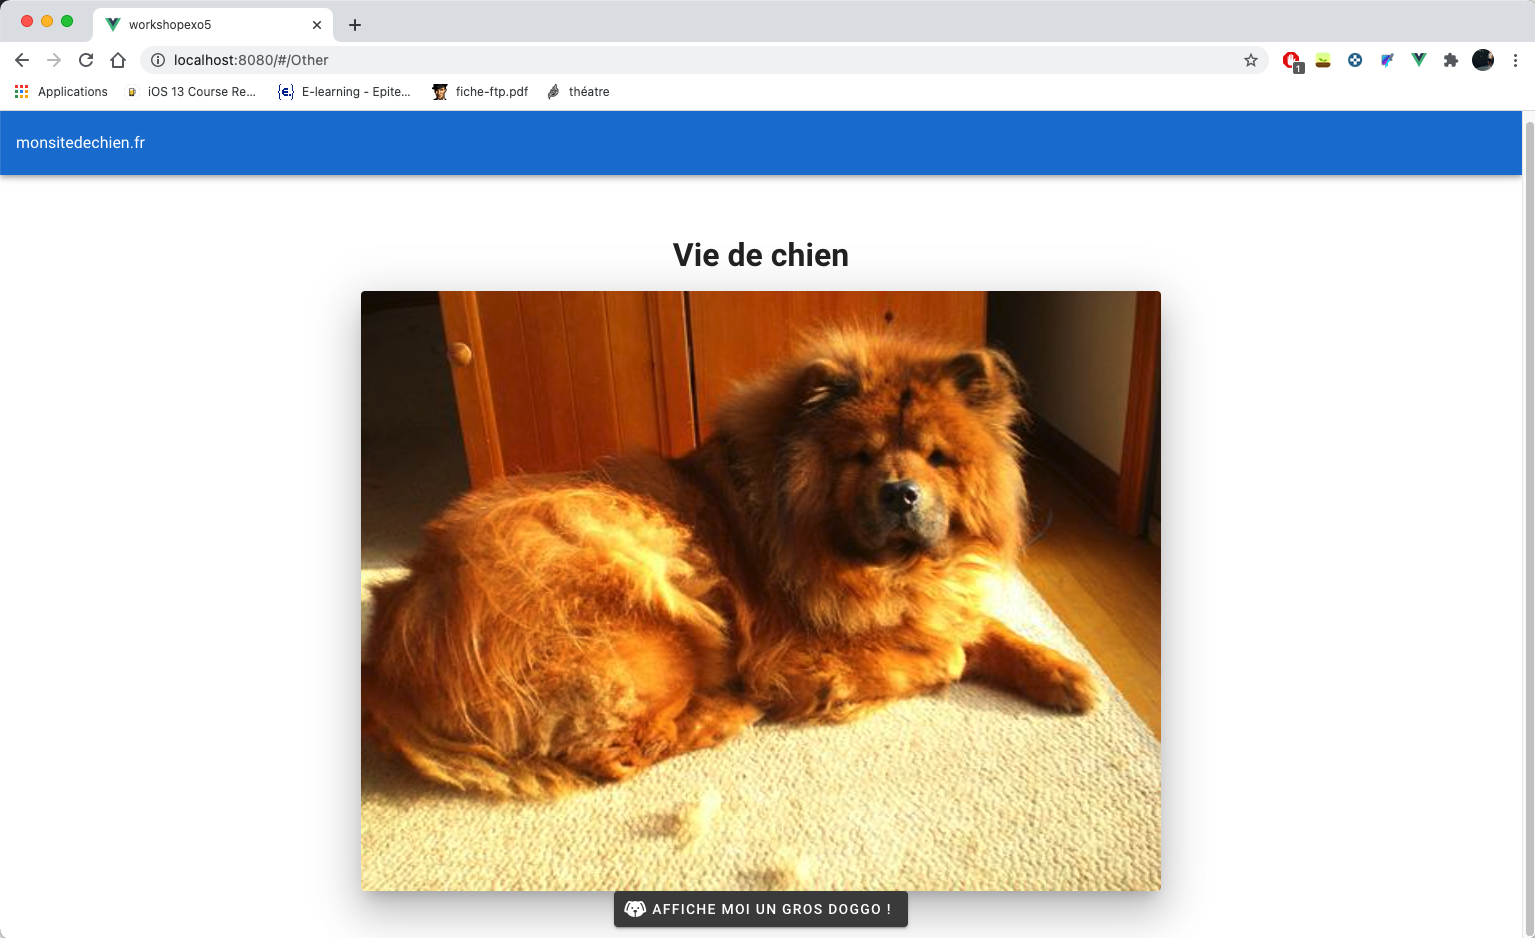 workshopexo5
localhost:8080/#/Other
1
Applications
iOS 13 Course Re...
{e.}
E-learning - Epite...
fiche-ftp.pdf
théatre
monsitedechien.fr
Vie de chien
AFFICHE MOI UN GROS DOGGO !